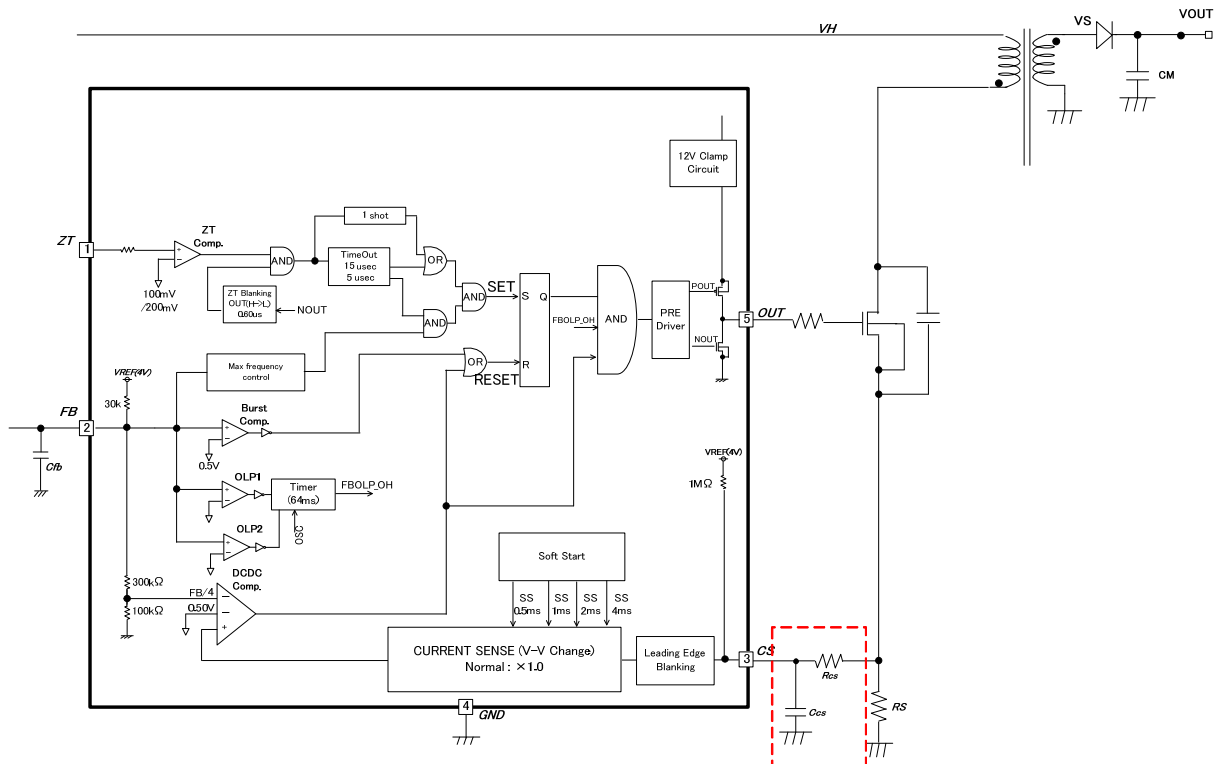 VH
VS
VOUT
CM
12V Clamp
Circuit
1 shot
ZT
1
ZT
Comp.
AND
TimeOut
15 usec
5 usec
OR
100mV
/200mV
ZT Blanking
OUT(H->L)
0.60us
NOUT
AND
AND
SET
S
Q
R
FBOLP_OH
AND
PRE
Driver
POUT
NOUT
5
OUT
Max frequency
control
OR
RESET
VREF(4V)
30k
FB
2
Cfb
Burst
Comp.
0.5V
OLP1
Timer
(64ms)
FBOLP_OH
OSC
OLP2
VREF(4V)
1MΩ
DCDC
Comp.
300kΩ
FB/4
0.50V
100kΩ
Soft Start
SS
0.5ms
SS
1ms
SS
2ms
SS
4ms
CURRENT SENSE (V-V Change)
Normal : ×1.0
Leading Edge
Blanking
3
CS
Rcs
Ccs
RS
4
GND